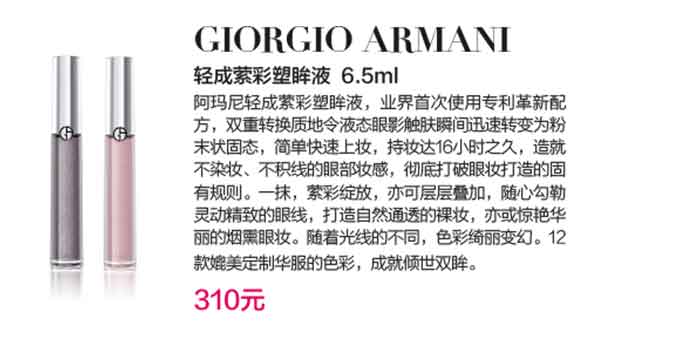 GIORGIO ARMANI
轻成萦彩塑眸液 6.5ml
阿玛尼轻成萦彩塑眸液，业界首次使用专利革新配
方，双重转换质地令液态眼影触肤瞬间迅速转变为粉
末状固态，简单快速上妆，持妆达16小时之久，造就
不染妆、不积线的眼部妆感，彻底打破眼妆打造的固
有规则。一抹，萦彩绽放，亦可层层叠加，随心勾勒
灵动精致的眼线，打造自然通透的裸妆，亦或惊艳华
丽的烟熏眼妆。随着光线的不同，色彩绮丽变幻。12
款媲美定制华服的色彩，成就倾世双眸。
310元